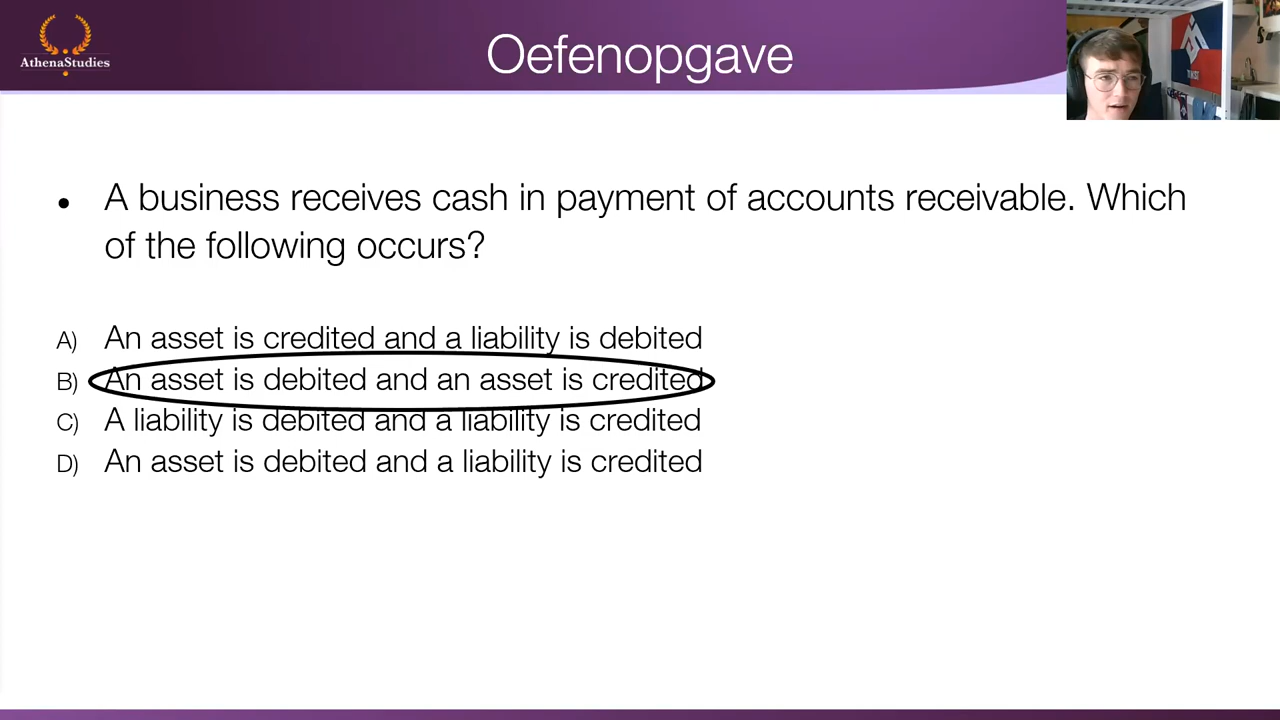 AthenaStudies
Oefenopgave
• A business receives cash in payment of accounts receivable. Which
of the following occurs?
A) An asset is credited and a liability is debited
B) An asset is debited and an asset is credited
C) A liability is debited and a liability is credited
D) An asset is debited and a liability is credited